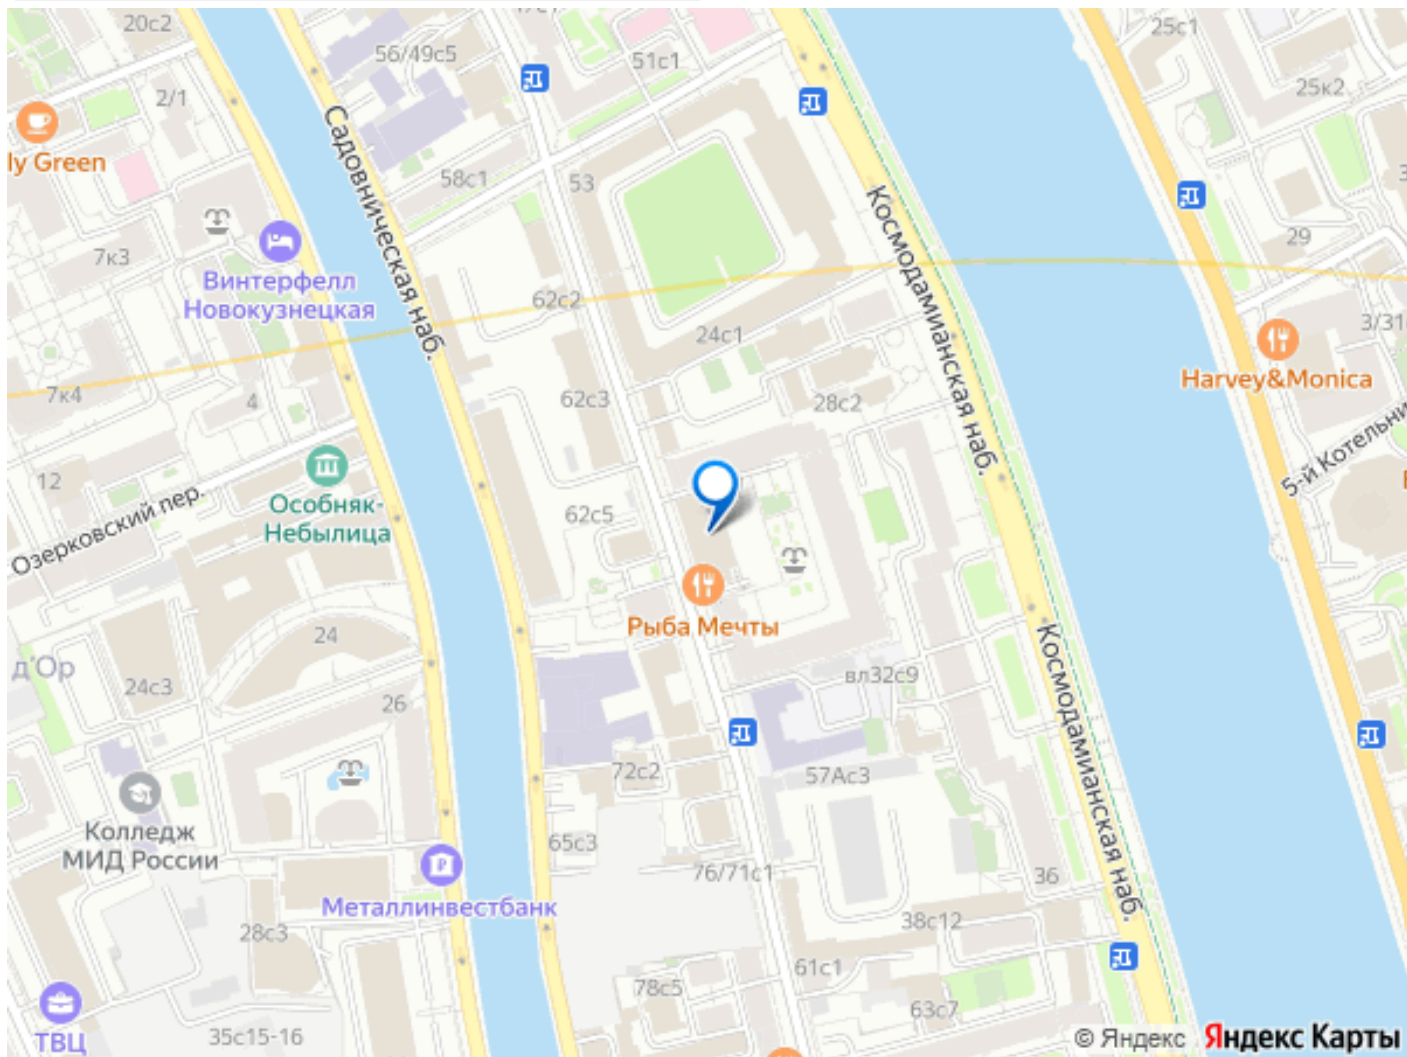 20с2
56/49с5
51с1
25с1
25к2
2/1
ly Green
Садовническая наб.
58с1
53
Космодамианская наб.
29
7к3
Винтерфелл
Новокузнецкая
62с2
24с1
3/31
Harvey&Monica
7к4
4
62с3
28с2
5-й Котельни
12
Озерковский пер.
Особняк-
Небылица
62с5
Рыба Мечты
24
д'Ор
24с3
26
вл32с9
Космодамианская наб.
72с2
57Ас3
Колледж
МИД России
65с3
76/71с1
36
Металлинвестбанк
28с3
38с12
61с1
78с5
63с7
ТВЦ
35с15-16
© Яндекс Яндекс Карты